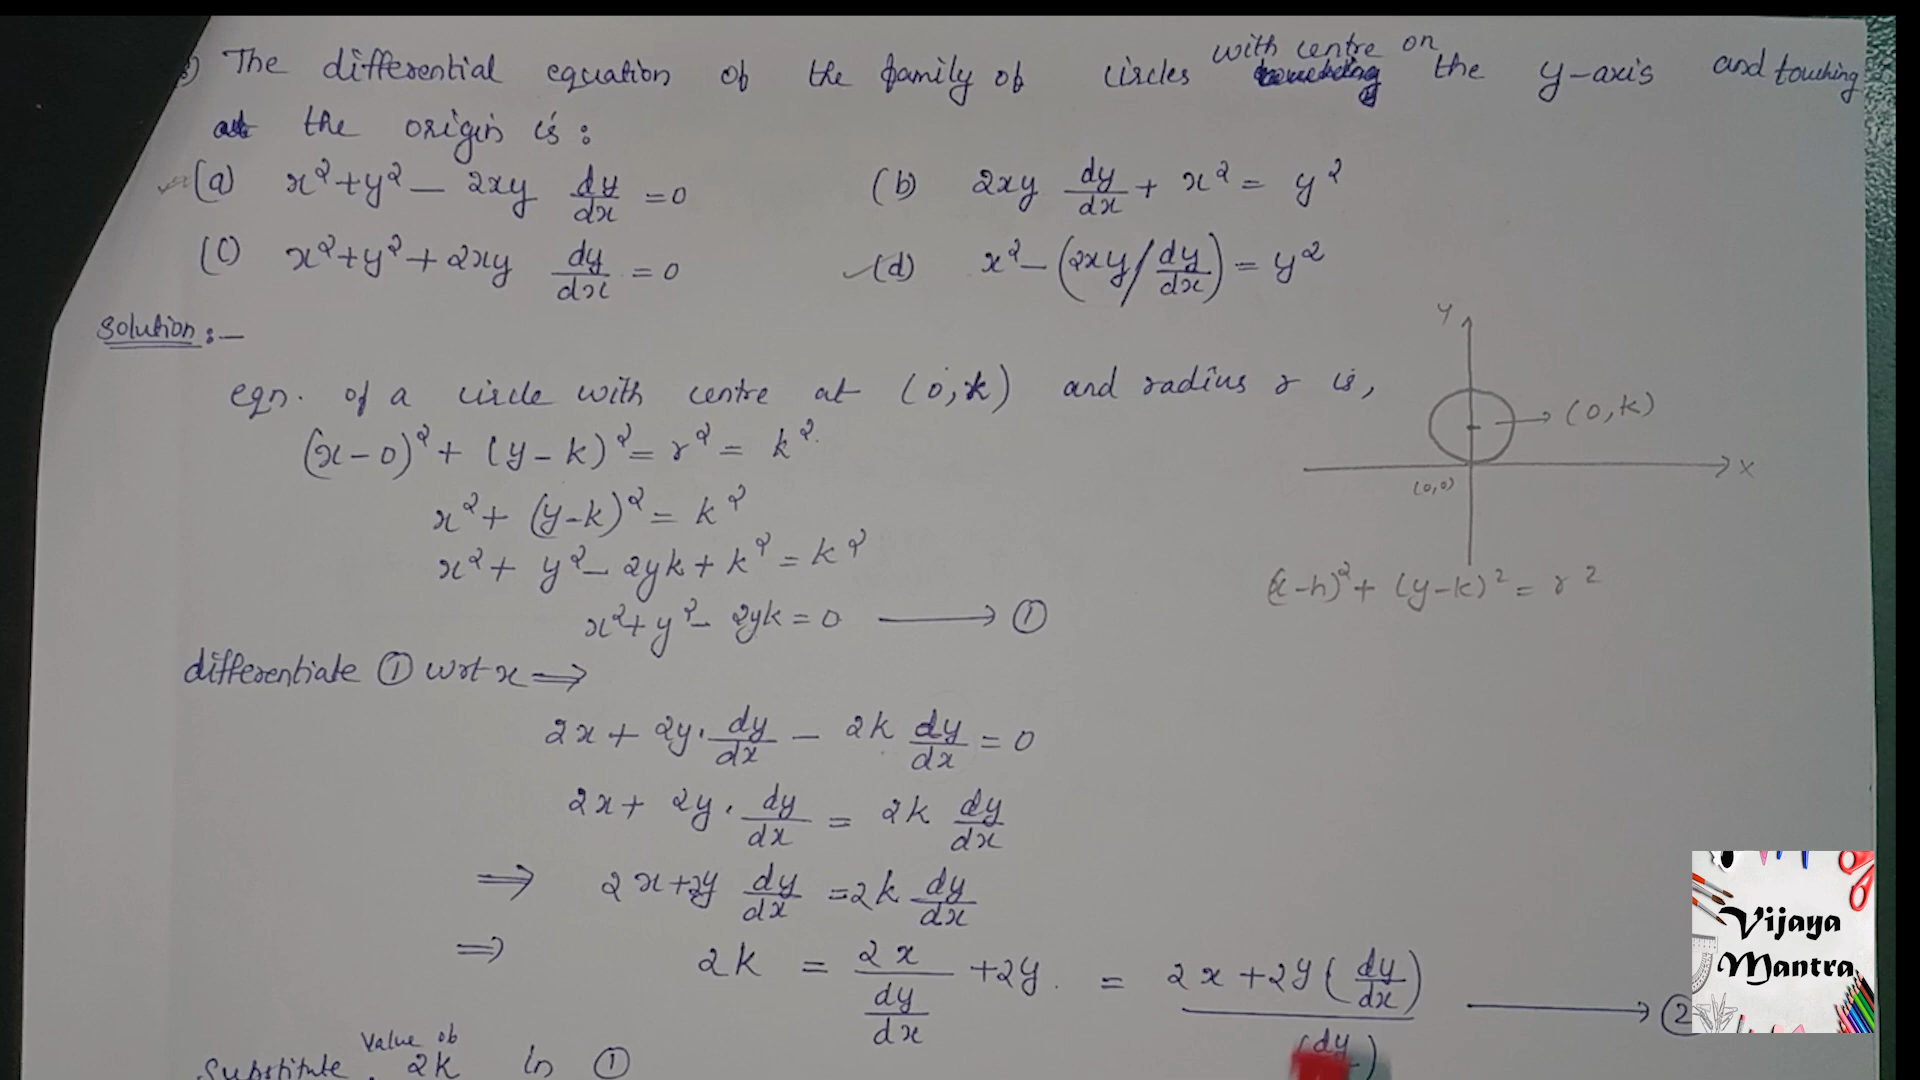 The differential equation of the family of circles with centre on the y-axis and touching
at the origin is:
(a) x²+y²- 2xy dy/dx =0 (b) 2xy dy/dx + x² = y²
(c) x²+y²+2xy dy/dx =0 (d) x²-(2xy/dy/dx) = y²
Solution:-
eqn. of a circle with centre at (0,k) and radius r is,
(x-0)²+ (y-k)²= r² = k²
x²+ (y-k)²= k²
x²+ y²- 2yk+k²=k²
x²+y²- 2yk=0 → ①
differentiate ① wrt x ⇒
2x+ 2y. dy/dx - 2k dy/dx =0
2x+ 2y. dy/dx = 2k dy/dx
⇒ 2x+2y dy/dx =2k dy/dx
⇒ 2k = 2x/(dy/dx) +2y. = 2x+2y(dy/dx) → ②
(dy)
Substitute value of 2k in ①
Y
(0,k)
X
(0,0)
(x-h)²+ (y-k)²= r²
Vijaya
Mantra